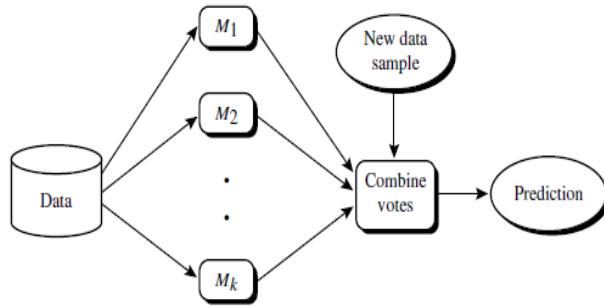 M1
New data
sample
M2
Data
Combine
votes
Prediction
Mk